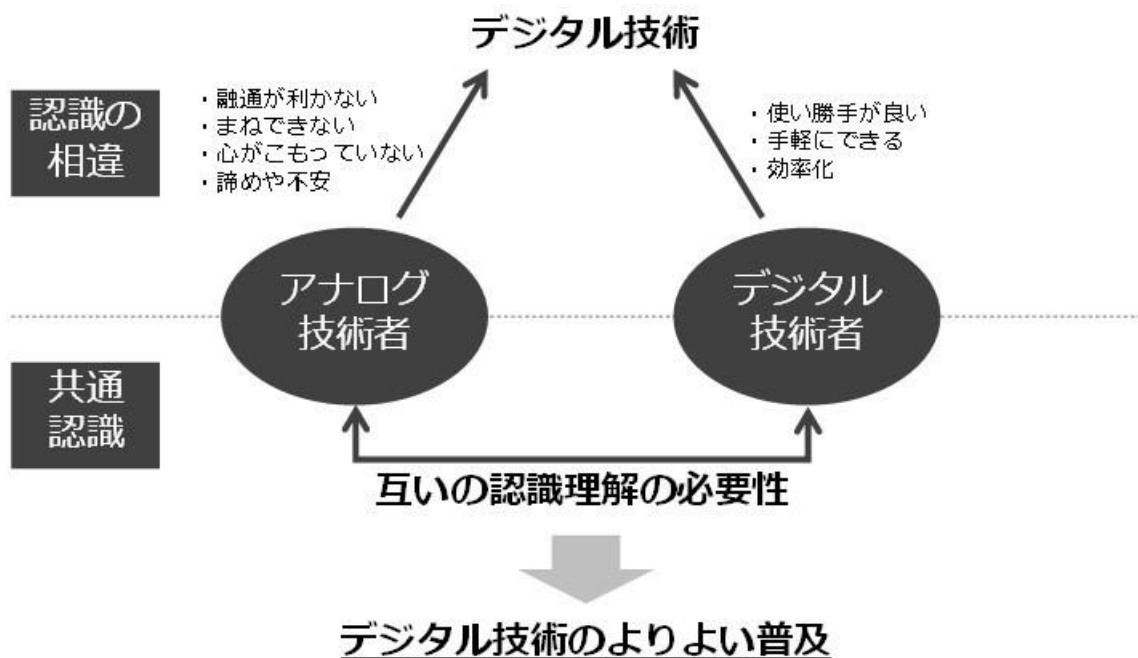 デジタル技術
認識の
相違
・融通が利かない
・まねできない
・心がこもっていない
・諦めや不安
・使い勝手が良い
・手軽にできる
・効率化
アナログ
技術者
デジタル
技術者
共通
認識
互いの認識理解の必要性
デジタル技術のよりよい普及